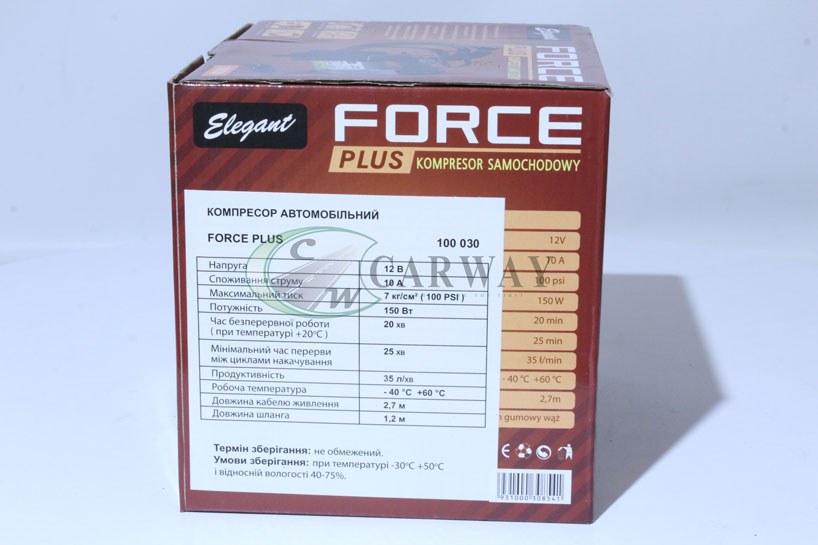 Elegant
FORCE
PLUS KOMPRESOR SAMOCHODOWY
КОМПРЕСОР АВТОМОБІЛЬНИЙ
FORCE PLUS 100 030
Напруга 12 В
Споживання струму 10 А
Максимальний тиск 7 кг/см² ( 100 PSI )
Потужність 150 Вт
Час безперервної роботи 20 хв
( при температурі +20°С )
Мінімальний час перерви 25 хв
між циклами накачування
Продуктивність 35 л/хв
Робоча температура - 40 °С +60 °С
Довжина кабелю живлення 2,7 м
Довжина шланга 1,2 м
Термін зберігання: не обмежений.
Умови зберігання: при температурі -30°С +50°С
і відносній вологості 40-75%.
12V
10 A
100 psi
150 W
20 min
25 min
35 l/min
- 40 °C +60 °C
2,7m
gumowy wąż
CE
931000 308541
CW CARWAY